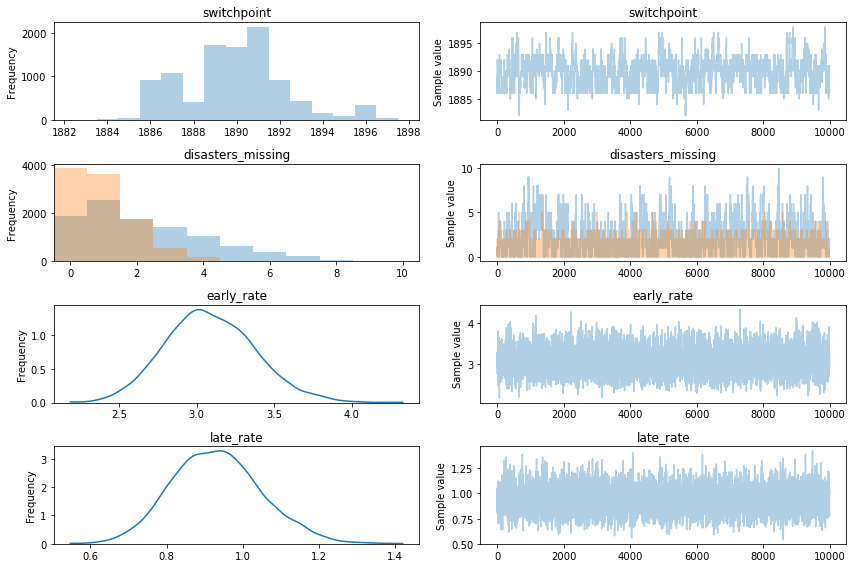 switchpoint
Frequency
2000
1000
0
1882 1884 1886 1888 1890 1892 1894 1896 1898
switchpoint
Sample value
1895
1890
1885
0 2000 4000 6000 8000 10000
disasters_missing
Frequency
4000
2000
0
0 2 4 6 8 10
disasters_missing
Sample value
10
5
0
0 2000 4000 6000 8000 10000
early_rate
Frequency
1.0
0.5
0.0
2.5 3.0 3.5 4.0
early_rate
Sample value
4
3
0 2000 4000 6000 8000 10000
late_rate
Frequency
3
2
1
0
0.6 0.8 1.0 1.2 1.4
late_rate
Sample value
1.25
1.00
0.75
0.50
0 2000 4000 6000 8000 10000